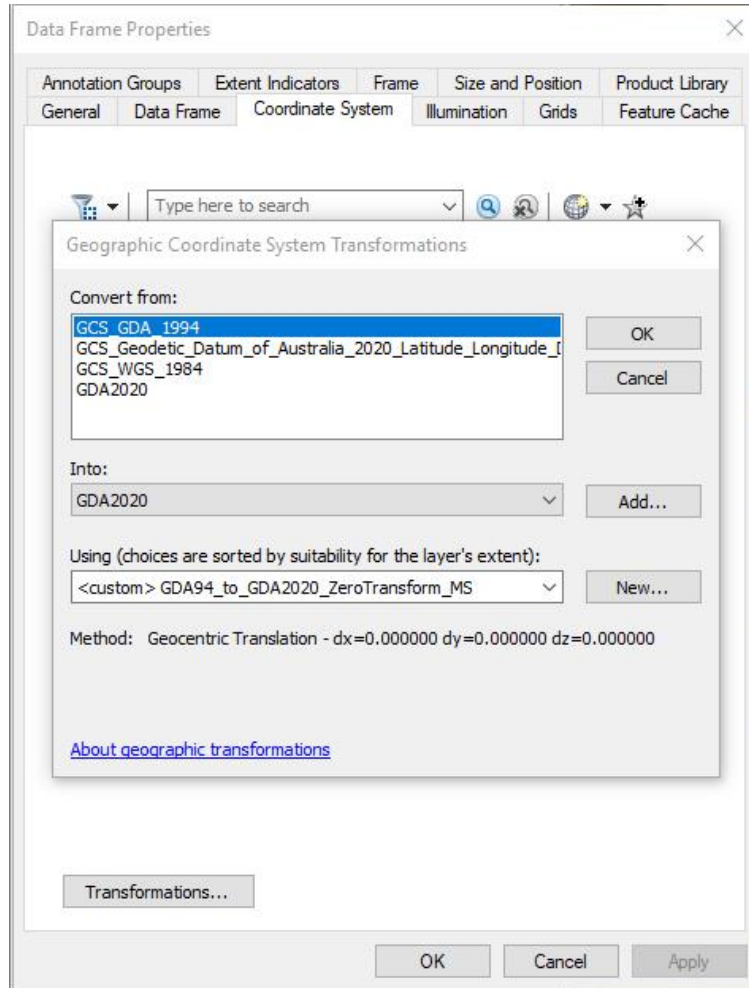 Data Frame Properties
Annotation Groups Extent Indicators Frame Size and Position Product Library
General Data Frame Coordinate System Illumination Grids Feature Cache
Type here to search
Geographic Coordinate System Transformations
Convert from:
GCS_GDA_1994
GCS_Geodetic_Datum_of_Australia_2020_Latitude_Longitude_[
GCS_WGS_1984
GDA2020
OK
Cancel
Into:
GDA2020
Add...
Using (choices are sorted by suitability for the layer's extent):
<custom> GDA94_to_GDA2020_ZeroTransform_MS
New...
Method: Geocentric Translation - dx=0.000000 dy=0.000000 dz=0.000000
About geographic transformations
Transformations...
OK Cancel Apply